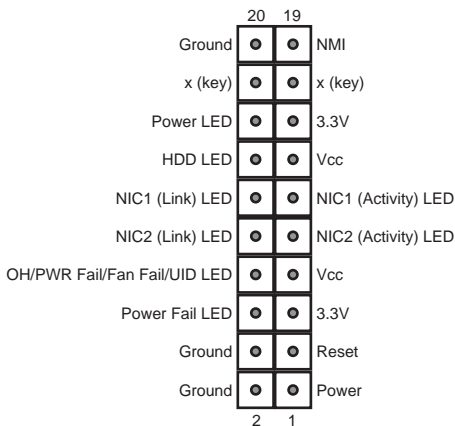 20 19
Ground NMI
x (key) x (key)
Power LED 3.3V
HDD LED Vcc
NIC1 (Link) LED NIC1 (Activity) LED
NIC2 (Link) LED NIC2 (Activity) LED
OH/PWR Fail/Fan Fail/UID LED Vcc
Power Fail LED 3.3V
Ground Reset
Ground Power
2 1